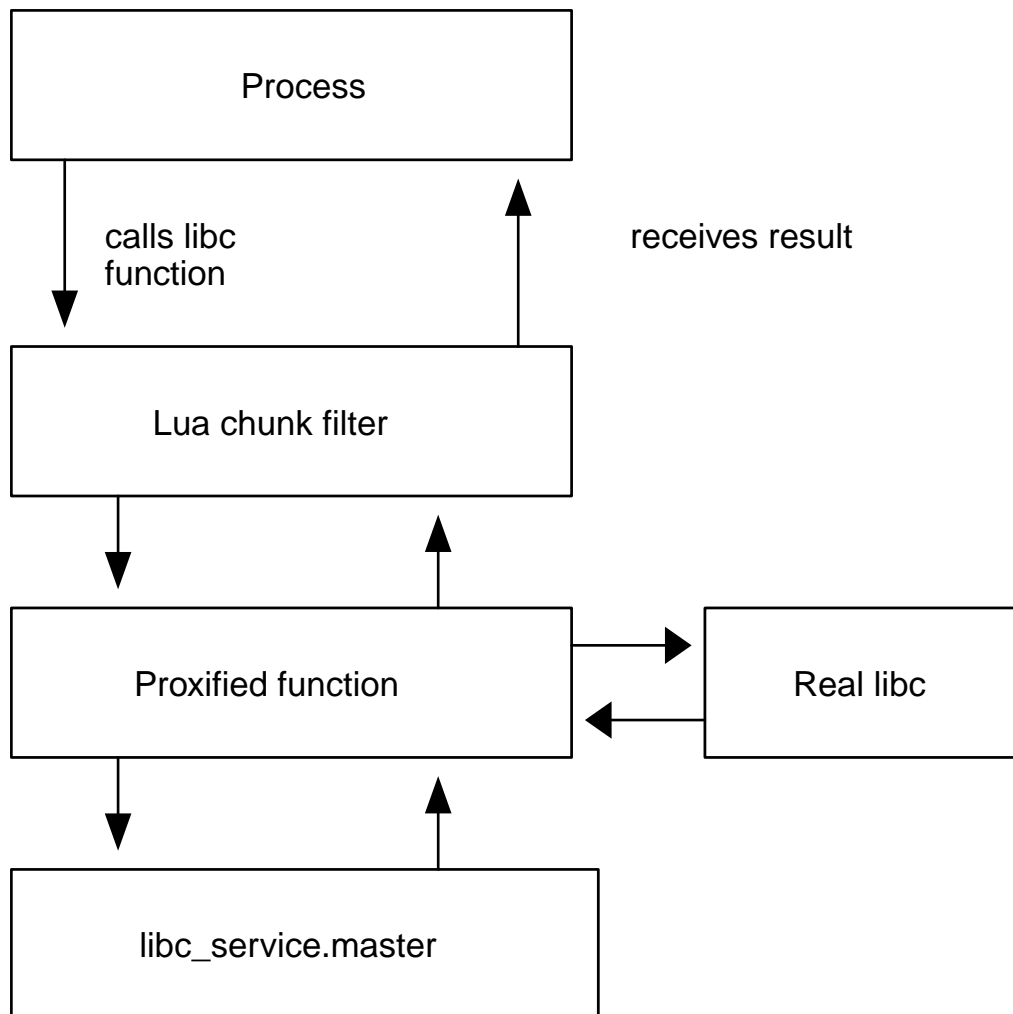 Process
calls libc
function
receives result
Lua chunk filter
Proxified function
Real libc
libc_service.master